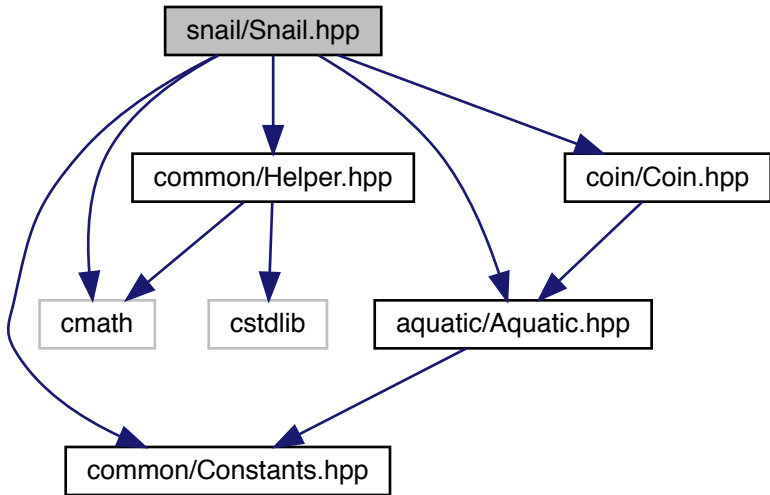 snail/Snail.hpp
common/Helper.hpp
coin/Coin.hpp
cmath
cstdlib
aquatic/Aquatic.hpp
common/Constants.hpp